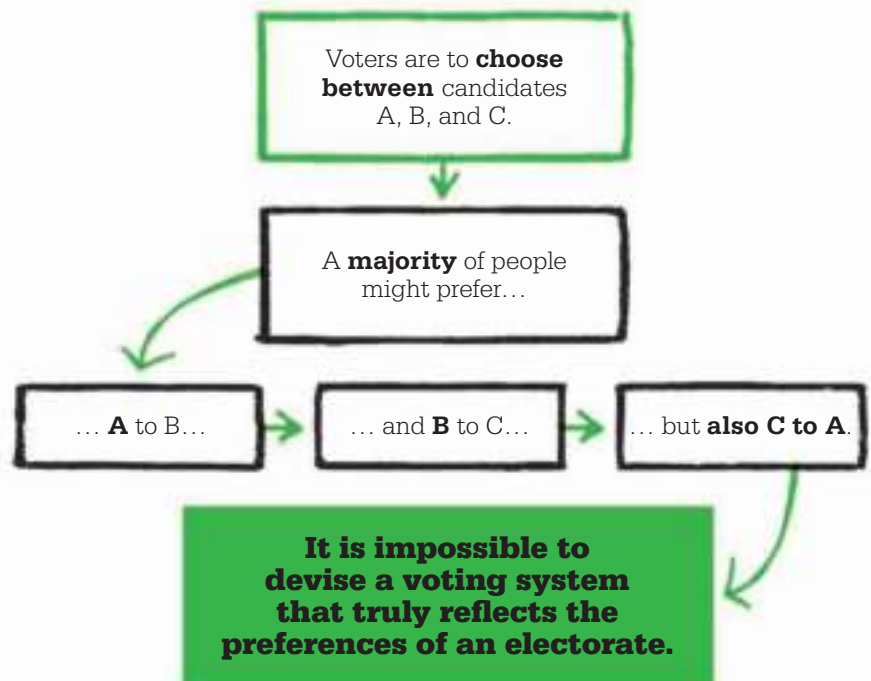 Voters are to choose
between candidates
A, B, and C.
A majority of people
might prefer…
… A to B…
… and B to C…
… but also C to A.
It is impossible to
devise a voting system
that truly reflects the
preferences of an electorate.